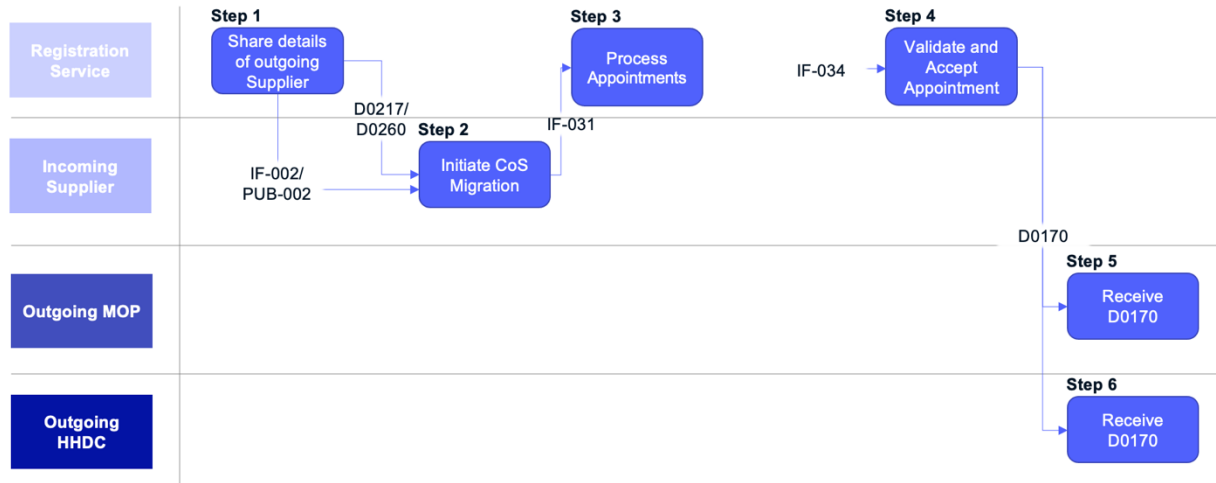 Step 1
Step 3
Step 4
Registration
Service
Share details
of outgoing
Supplier
Process
Appointments
IF-034
Validate and
Accept
Appointment
D0217/
D0260
Step 2
IF-031
Incoming
Supplier
IF-002/
PUB-002
Initiate CoS
Migration
D0170
Step 5
Outgoing MOP
Receive
D0170
Step 6
Outgoing
HHDC
Receive
D0170